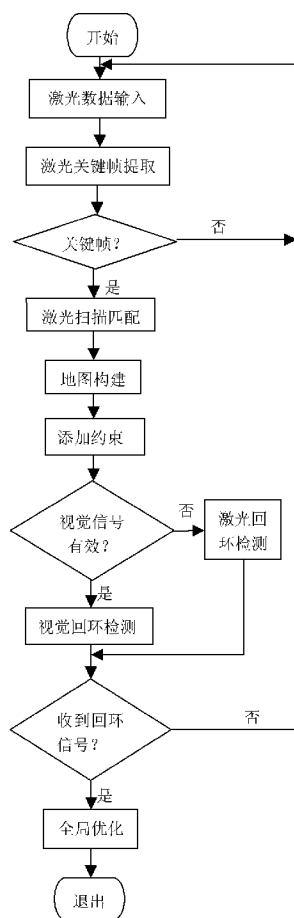 开始
激光数据输入
激光关键帧提取
关键帧？
否
是
激光扫描匹配
地图构建
添加约束
视觉信号
有效？
否
激光回
环检测
是
视觉回环检测
收到回环
信号？
否
是
全局优化
退出